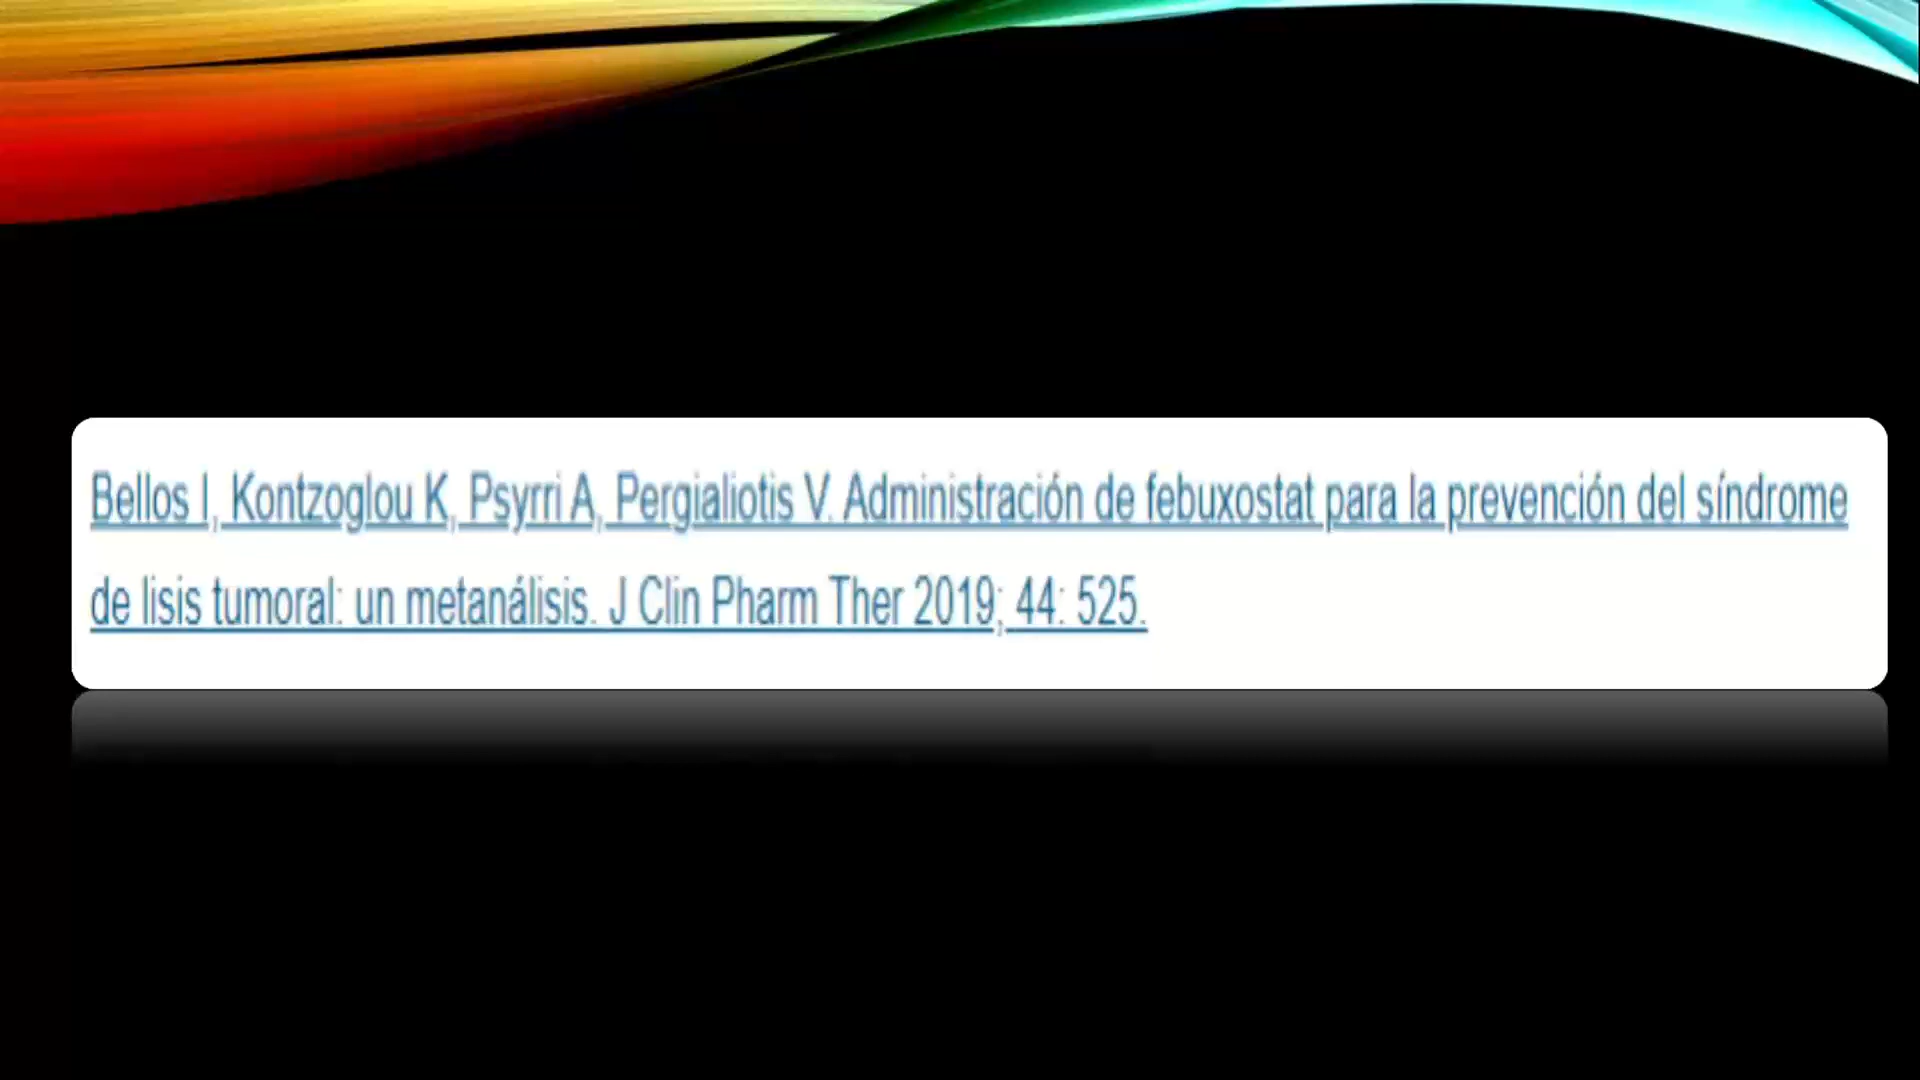 Bellos I, Kontzoglou K, Psyrri A, Pergialiotis V. Administración de febuxostat para la prevención del síndrome
de lisis tumoral: un metanálisis. J Clin Pharm Ther 2019; 44: 525.